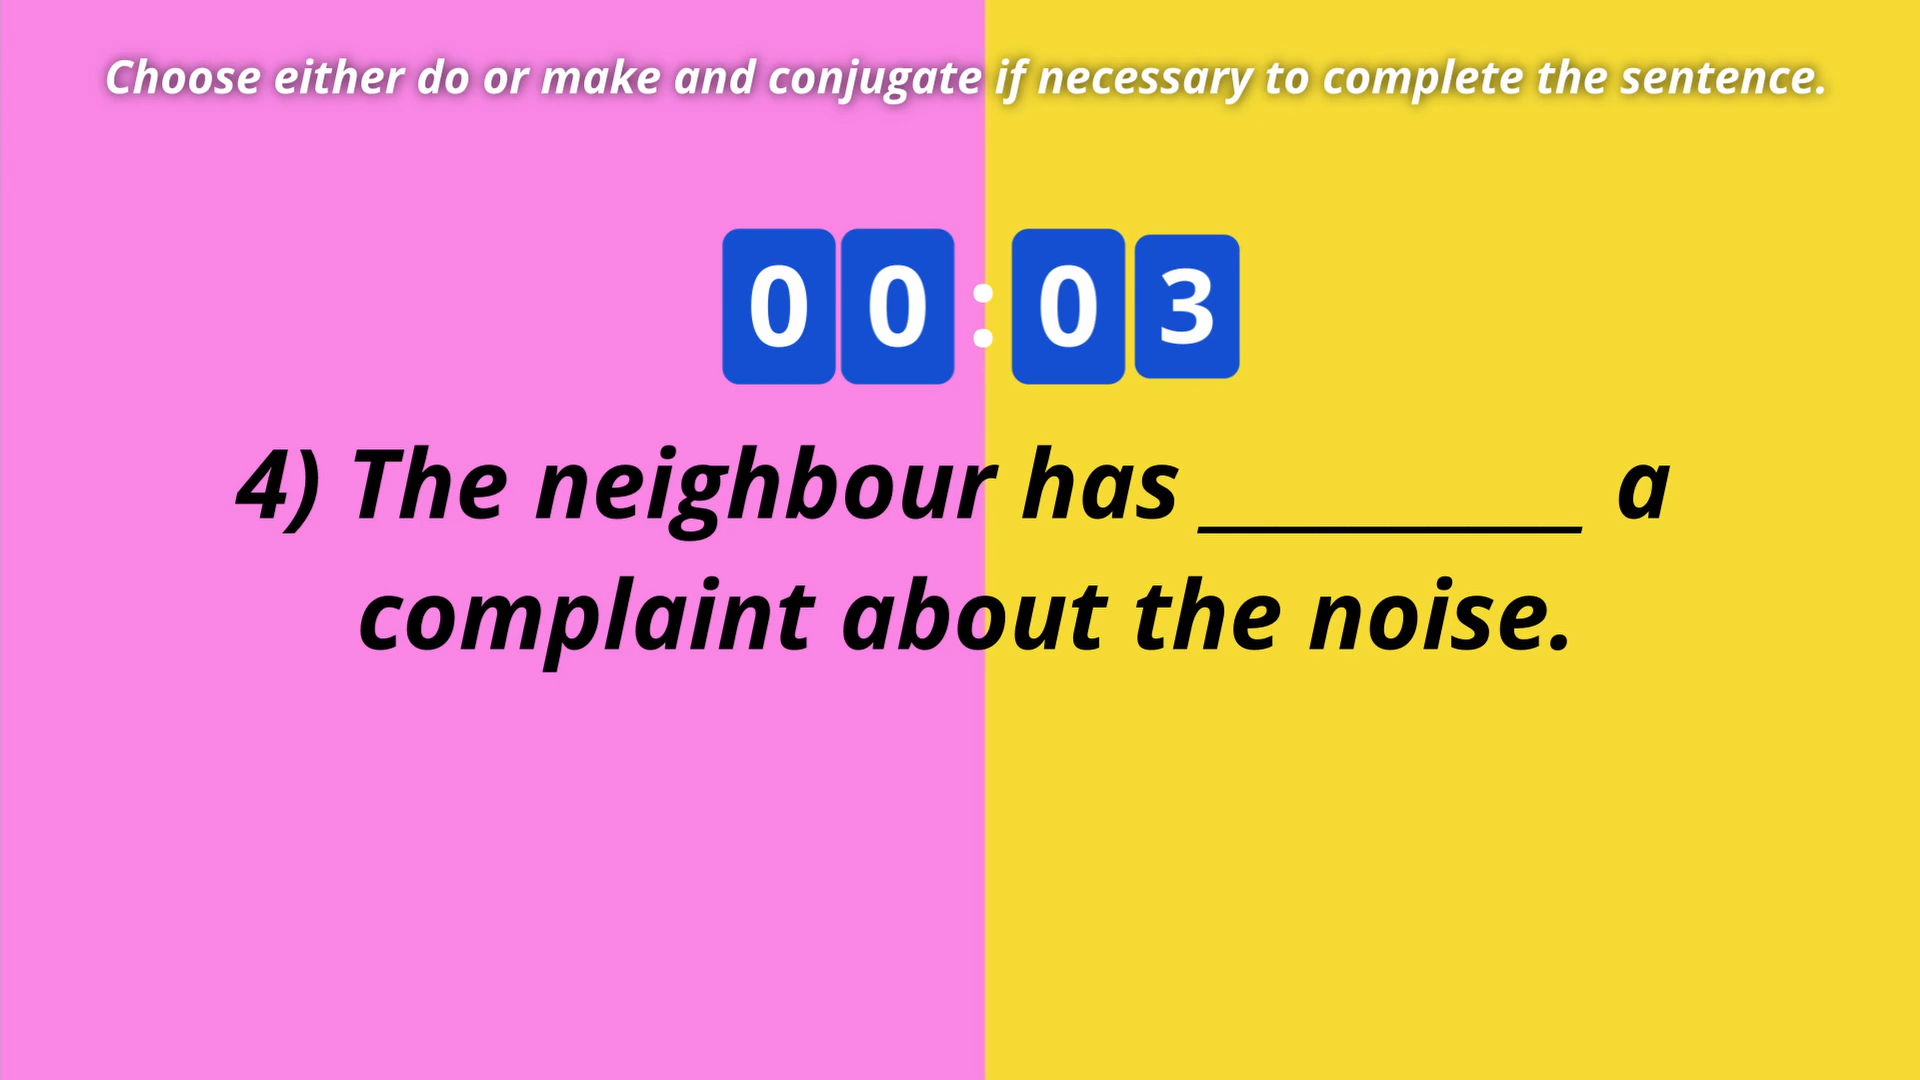 Choose either do or make and conjugate if necessary to complete the sentence.
00:03
4) The neighbour has __________ a
complaint about the noise.